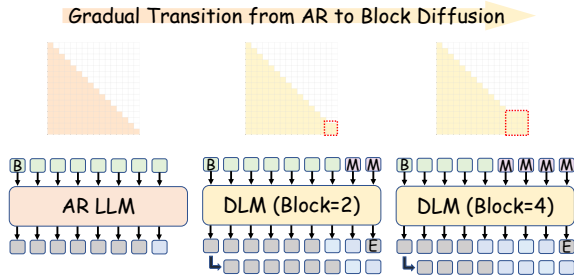 Gradual Transition from AR to Block Diffusion
B
B M M
B M M M M
AR LLM
DLM (Block=2)
DLM (Block=4)
E
E